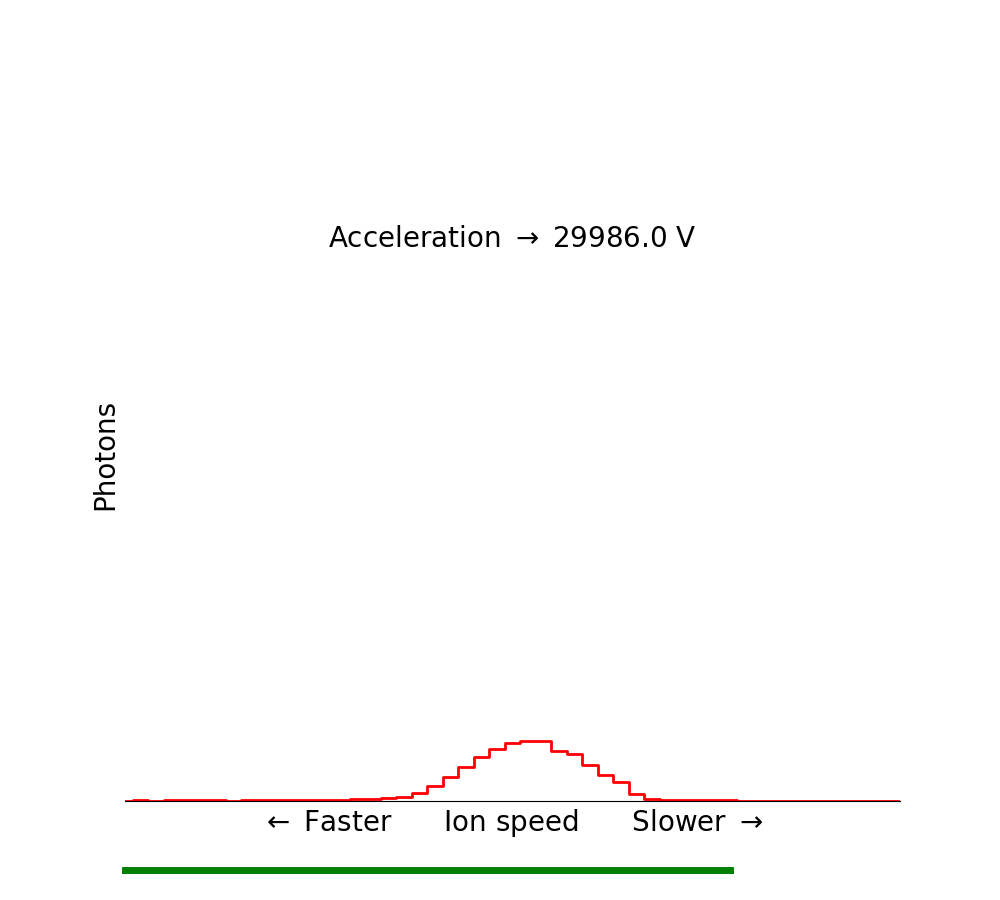 Acceleration → 29986.0 V
Photons
← Faster Ion speed Slower →